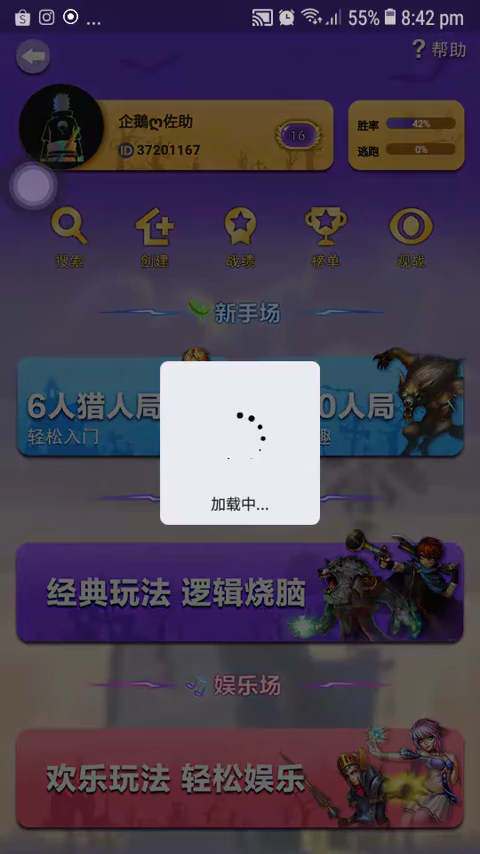 55% 8:42 pm
? 帮助
企鹅ღ佐助
ID 37201167
16
胜率 42%
逃跑 0%
搜索 创建 战绩 榜单 观战
新手场
6人猎人局 0人局
轻松入门 趣
加载中...
经典玩法 逻辑烧脑
娱乐场
欢乐玩法 轻松娱乐